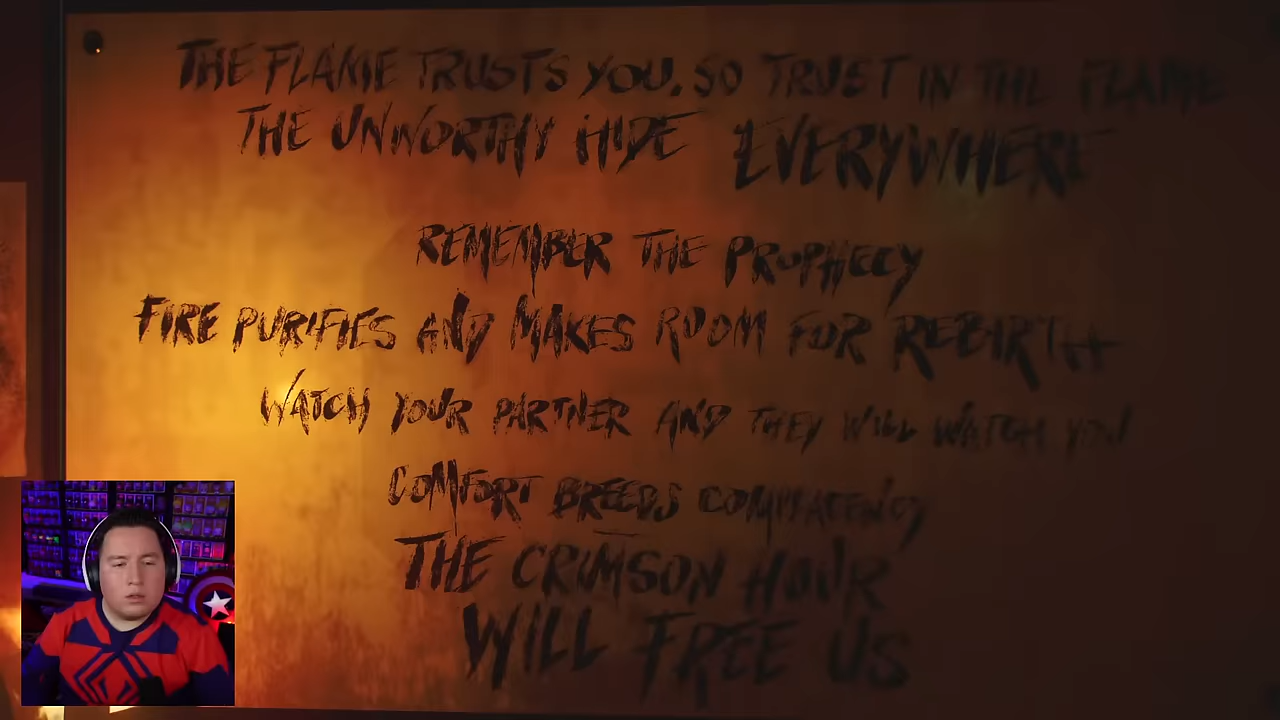 THE FLAME TRUSTS YOU. SO TRUST IN THE FLAME
THE UNWORTHY HIDE EVERYWHERE
REMEMBER THE PROPHECY
FIRE PURIFIES AND MAKES ROOM FOR REBIRTH
WATCH YOUR PARTNER AND THEY WILL WATCH YOU
COMFORT BREEDS COMPLACENCY
THE CRIMSON HOUR
WILL FREE US